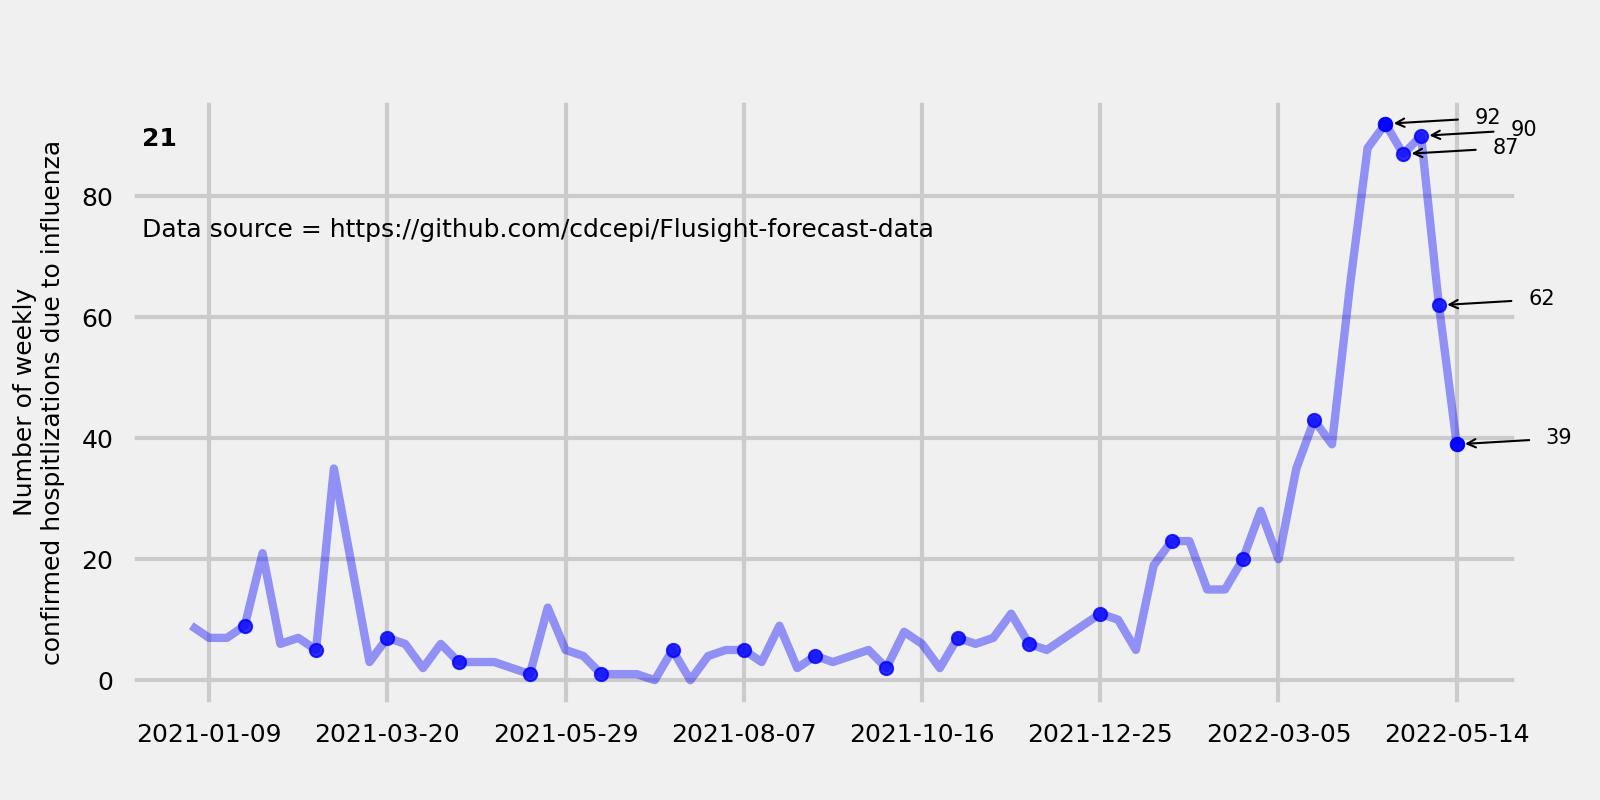 21
Data source = https://github.com/cdcepi/Flusight-forecast-data
Number of weekly
confirmed hospitlizations due to influenza
80
60
40
20
0
92
90
87
62
39
2021-01-09 2021-03-20 2021-05-29 2021-08-07 2021-10-16 2021-12-25 2022-03-05 2022-05-14